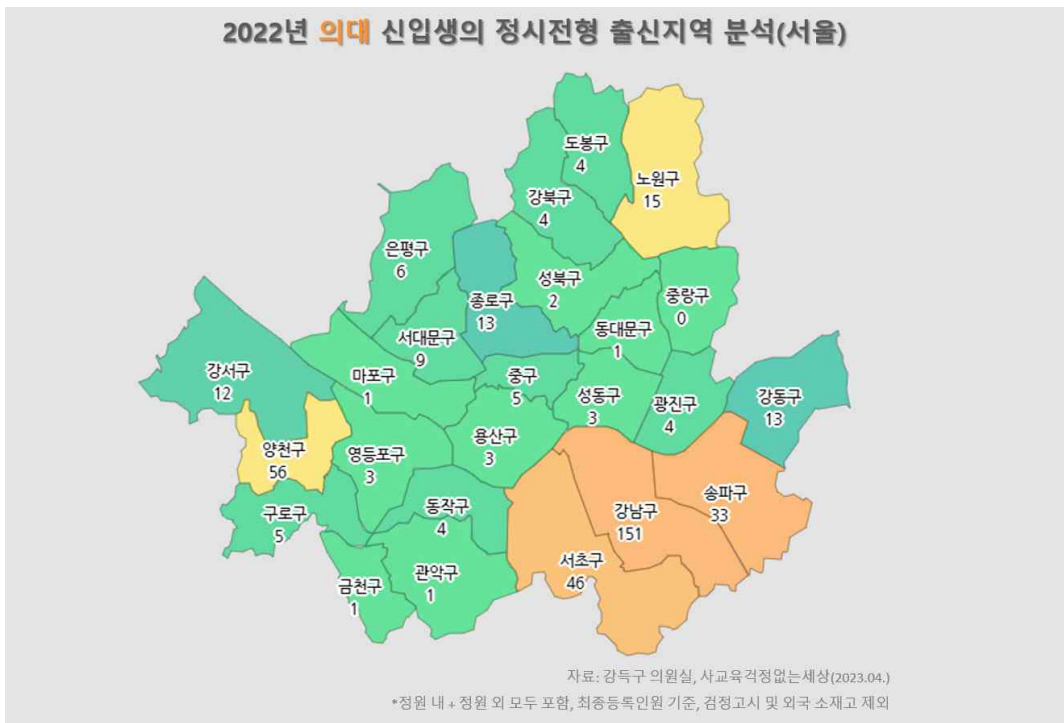 2022년 의대 신입생의 정시전형 출신지역 분석(서울)
도봉구
4
노원구
15
강북구
4
은평구
6
성북구
2
중랑구
0
종로구
13
동대문구
1
서대문구
9
강서구
12
마포구
1
중구
5
성동구
3
광진구
4
강동구
13
양천구
56
영등포구
3
용산구
3
송파구
33
구로구
5
동작구
4
강남구
151
서초구
46
금천구
1
관악구
1
자료: 강득구 의원실, 사교육걱정없는세상(2023.04.)
*정원 내 + 정원 외 모두 포함, 최종등록인원 기준, 검정고시 및 외국 소재고 제외